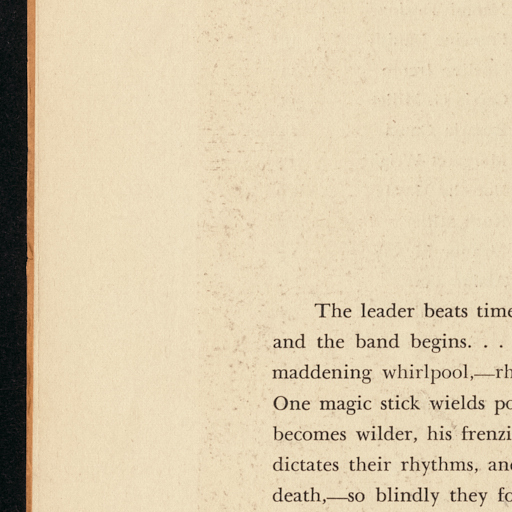 The leader beats time
and the band begins. . .
maddening whirlpool,—rh
One magic stick wields po
becomes wilder, his frenzi
dictates their rhythms, an
death,—so blindly they fo